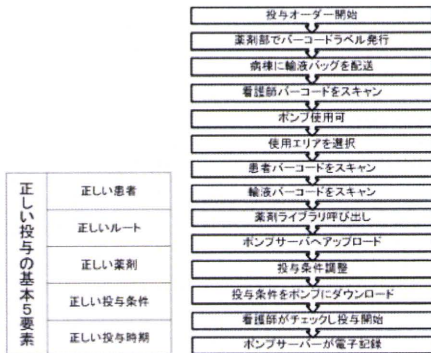 投与オーダー開始
薬剤部でバーコードラベル発行
病棟に輸液バッグを配送
看護師バーコードをスキャン
ポンプ使用可
使用エリアを選択
患者バーコードをスキャン
輸液バーコードをスキャン
薬剤ライブラリ呼び出し
ポンプサーバへアップロード
投与条件調整
投与条件をポンプにダウンロード
看護師がチェックし投与開始
ポンプサーバーが電子記録
正しい投与の基本5要素
正しい患者
正しいルート
正しい薬剤
正しい投与条件
正しい投与時期